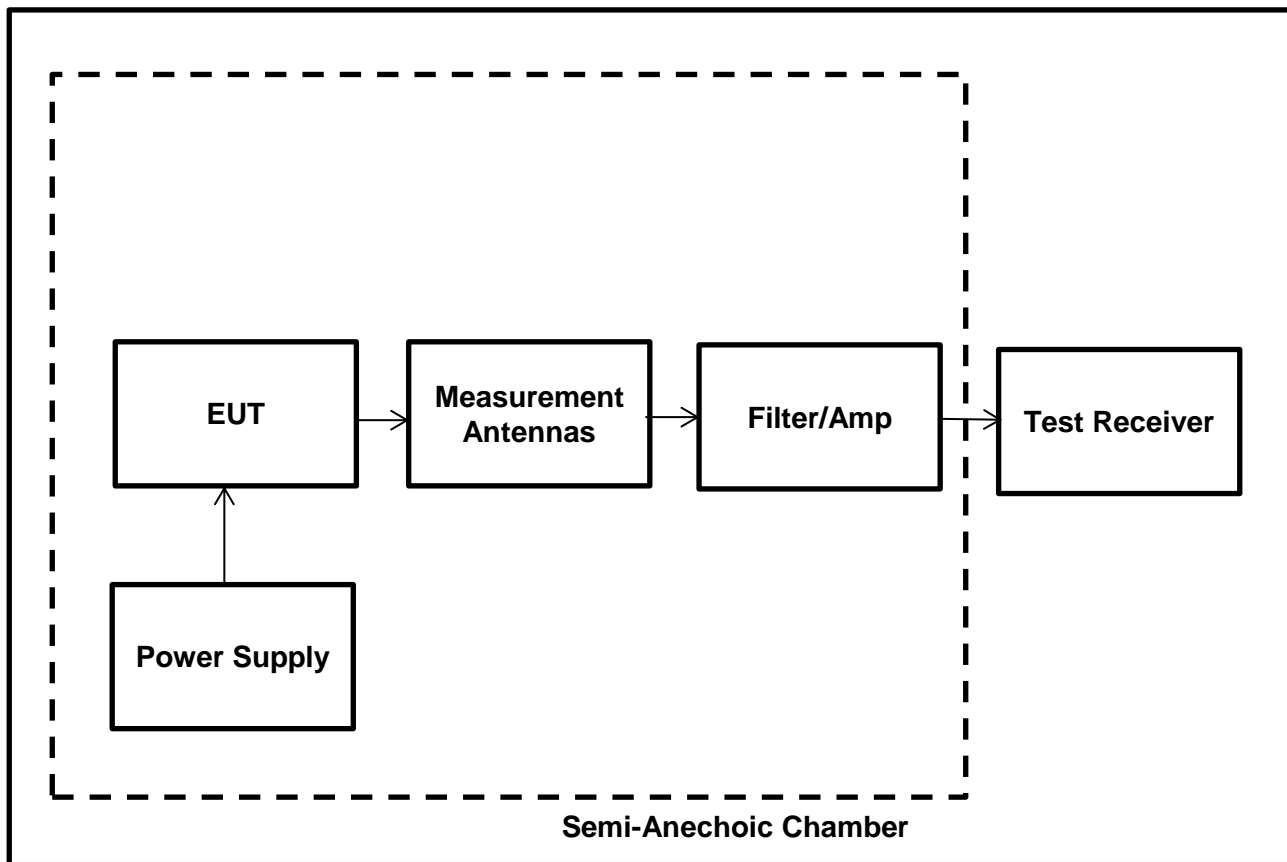 EUT
Measurement
Antennas
Filter/Amp
Test Receiver
Power Supply
Semi-Anechoic Chamber